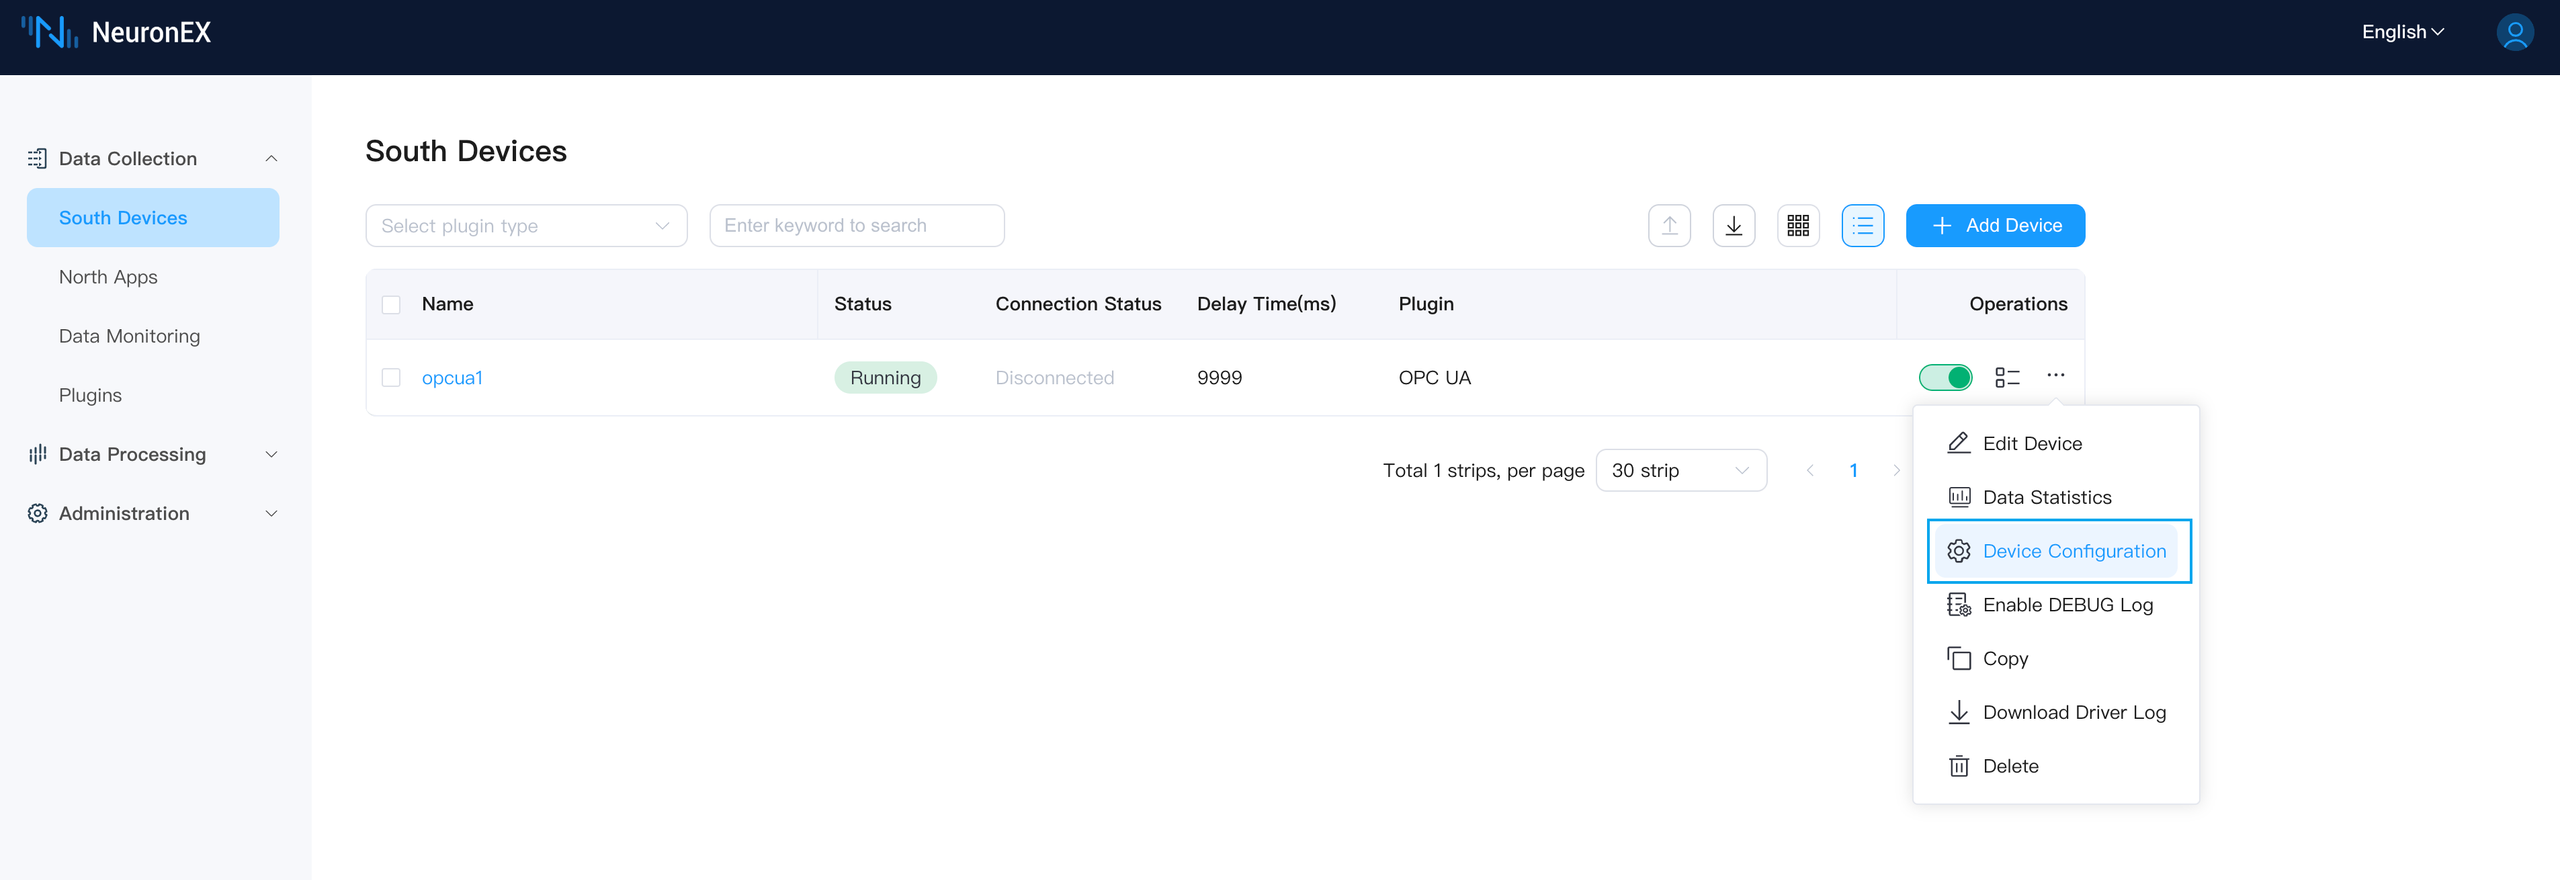 NeuronEX
English
Data Collection
South Devices
North Apps
Data Monitoring
Plugins
Data Processing
Administration
South Devices
Select plugin type
Enter keyword to search
Add Device
Name Status Connection Status Delay Time(ms) Plugin Operations
opcua1 Running Disconnected 9999 OPC UA
Total 1 strips, per page 30 strip 1
Edit Device
Data Statistics
Device Configuration
Enable DEBUG Log
Copy
Download Driver Log
Delete